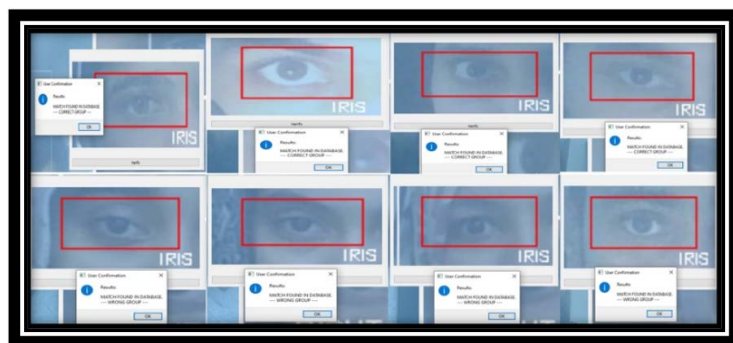 IRIS
Verify
User Confirmation
Results:
MATCH FOUND IN DATABASE.
---- CORRECT GROUP ----
OK
IRIS
Verify
User Confirmation
Results:
MATCH FOUND IN DATABASE.
---- CORRECT GROUP ----
OK
IRIS
Verify
User Confirmation
Results:
MATCH FOUND IN DATABASE.
---- CORRECT GROUP ----
OK
IRIS
User Confirmation
Results:
MATCH FOUND IN DATABASE.
---- CORRECT GROUP ----
OK
IRIS
User Confirmation
Results:
MATCH FOUND IN DATABASE.
---- WRONG GROUP ----
OK
IRIS
User Confirmation
Results:
MATCH FOUND IN DATABASE.
---- WRONG GROUP ----
OK
IRIS
User Confirmation
Results:
MATCH FOUND IN DATABASE.
---- WRONG GROUP ----
OK
IRIS
User Confirmation
Results:
MATCH FOUND IN DATABASE.
---- WRONG GROUP ----
OK